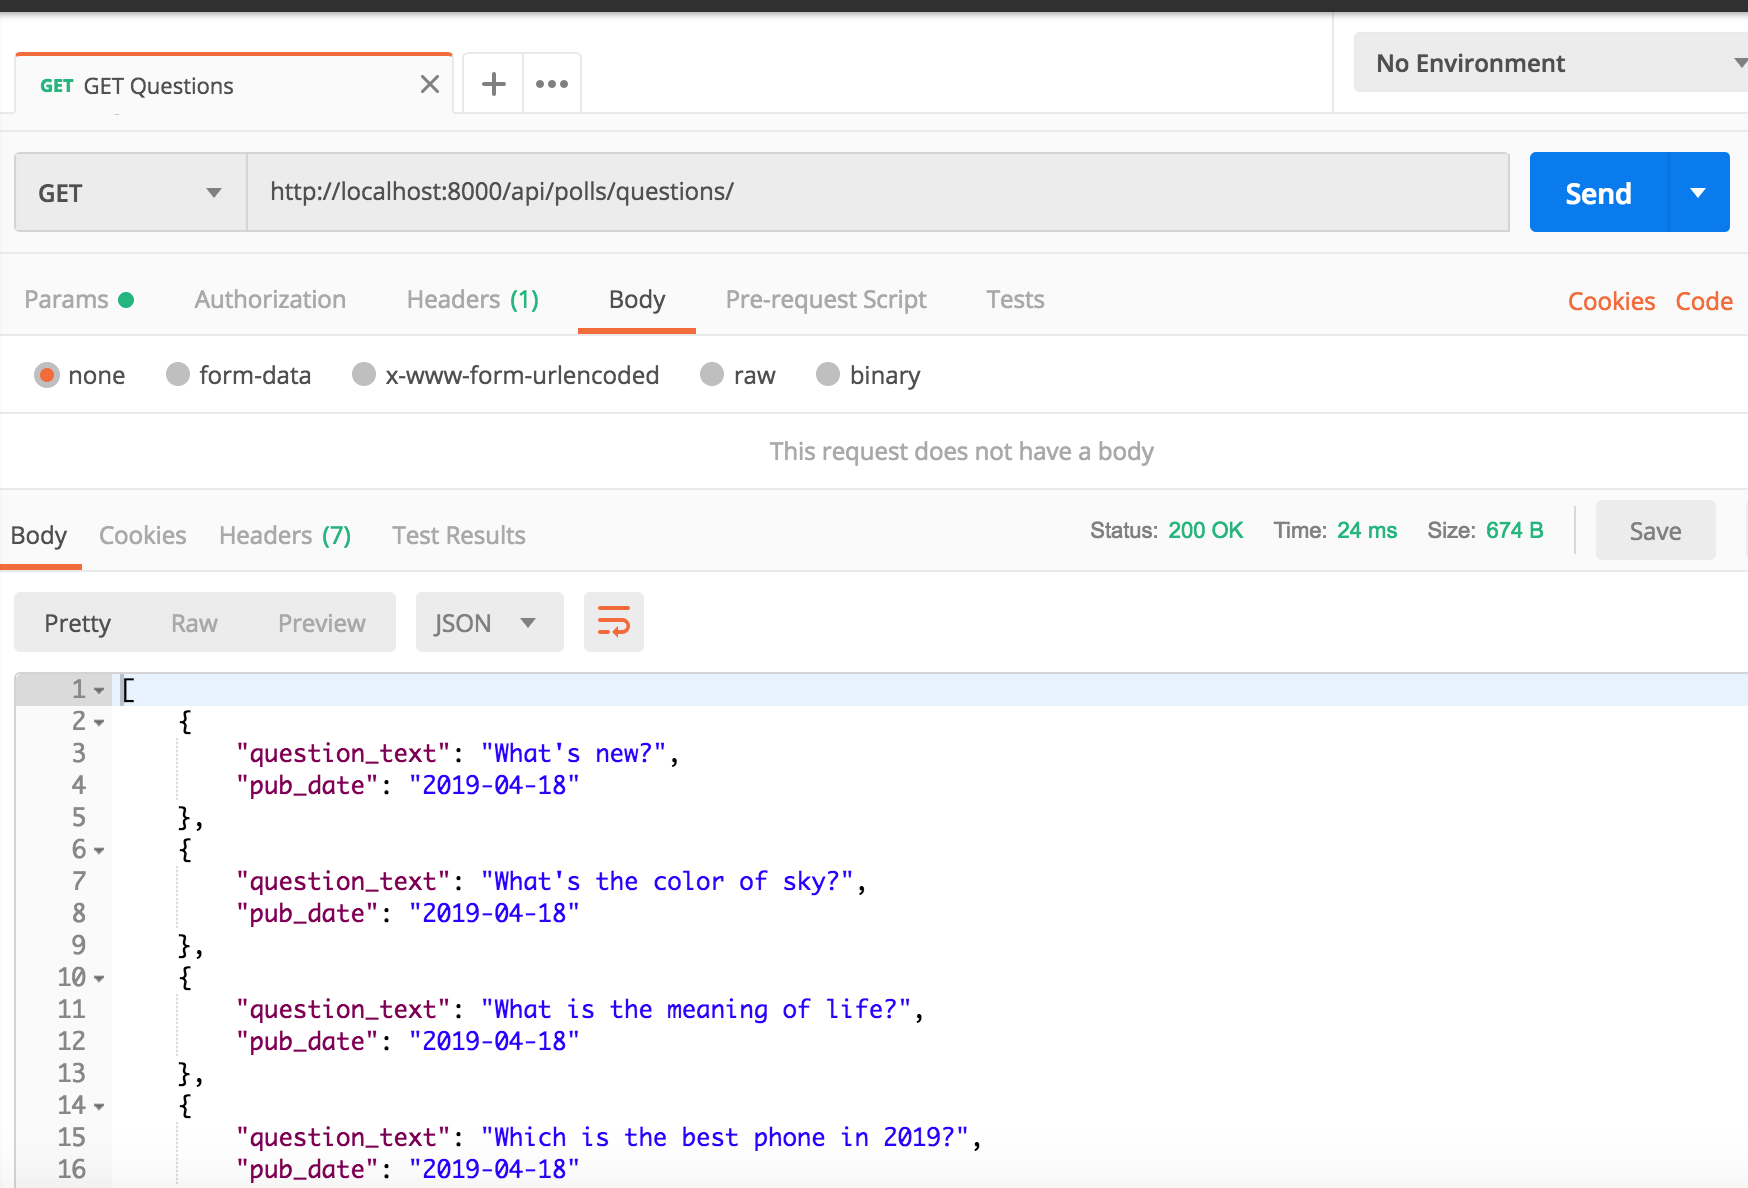 GET GET Questions
No Environment
GET http://localhost:8000/api/polls/questions/ Send
Params Authorization Headers (1) Body Pre-request Script Tests Cookies Code
none form-data x-www-form-urlencoded raw binary
This request does not have a body
Body Cookies Headers (7) Test Results Status: 200 OK Time: 24 ms Size: 674 B Save
Pretty Raw Preview JSON
1 [
2 {
3 "question_text": "What's new?",
4 "pub_date": "2019-04-18"
5 },
6 {
7 "question_text": "What's the color of sky?",
8 "pub_date": "2019-04-18"
9 },
10 {
11 "question_text": "What is the meaning of life?",
12 "pub_date": "2019-04-18"
13 },
14 {
15 "question_text": "Which is the best phone in 2019?",
16 "pub_date": "2019-04-18"